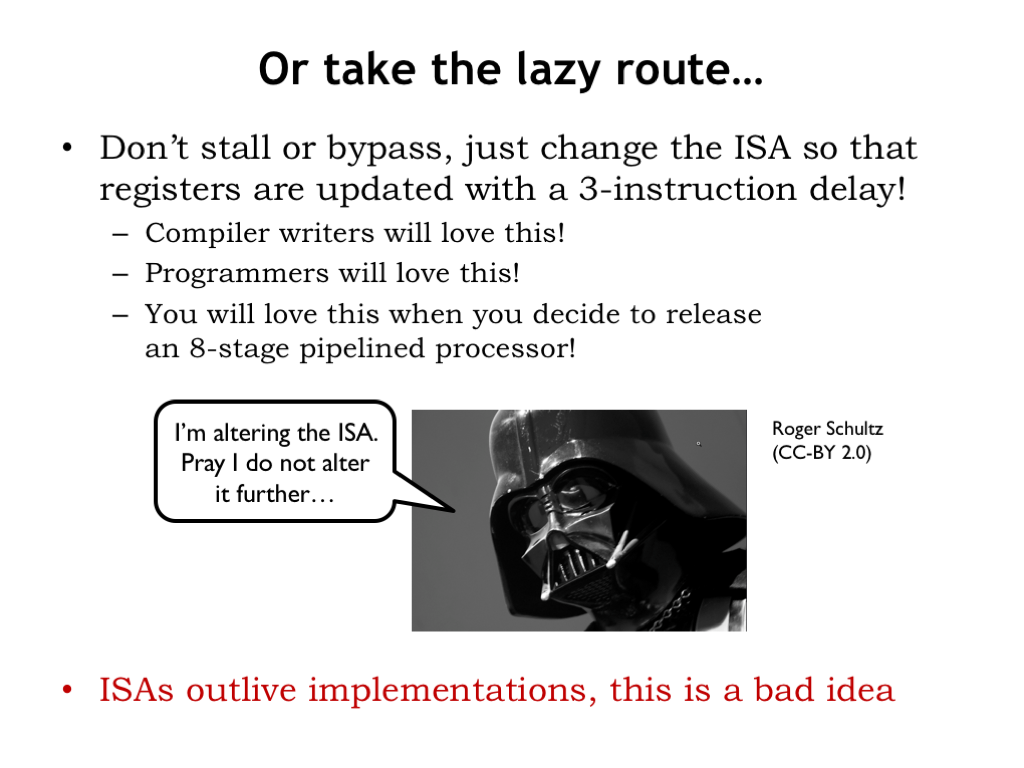 Or take the lazy route…
• Don’t stall or bypass, just change the ISA so that
registers are updated with a 3-instruction delay!
– Compiler writers will love this!
– Programmers will love this!
– You will love this when you decide to release
an 8-stage pipelined processor!
I’m altering the ISA.
Pray I do not alter
it further…
Roger Schultz
(CC-BY 2.0)
• ISAs outlive implementations, this is a bad idea